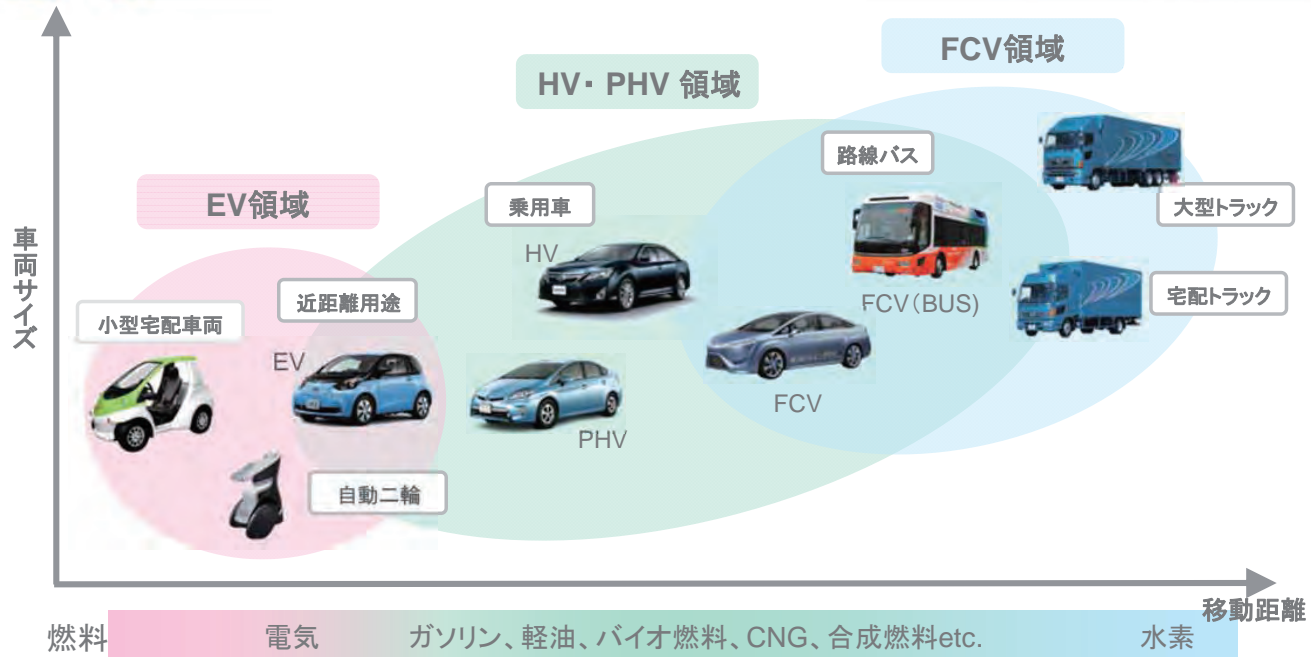 FCV領域
HV・PHV 領域
路線バス
EV領域
乗用車
大型トラック
車両サイズ
HV
近距離用途
宅配トラック
小型宅配車両
FCV(BUS)
EV
FCV
PHV
自動二輪
移動距離
燃料 電気 ガソリン、軽油、バイオ燃料、CNG、合成燃料etc. 水素